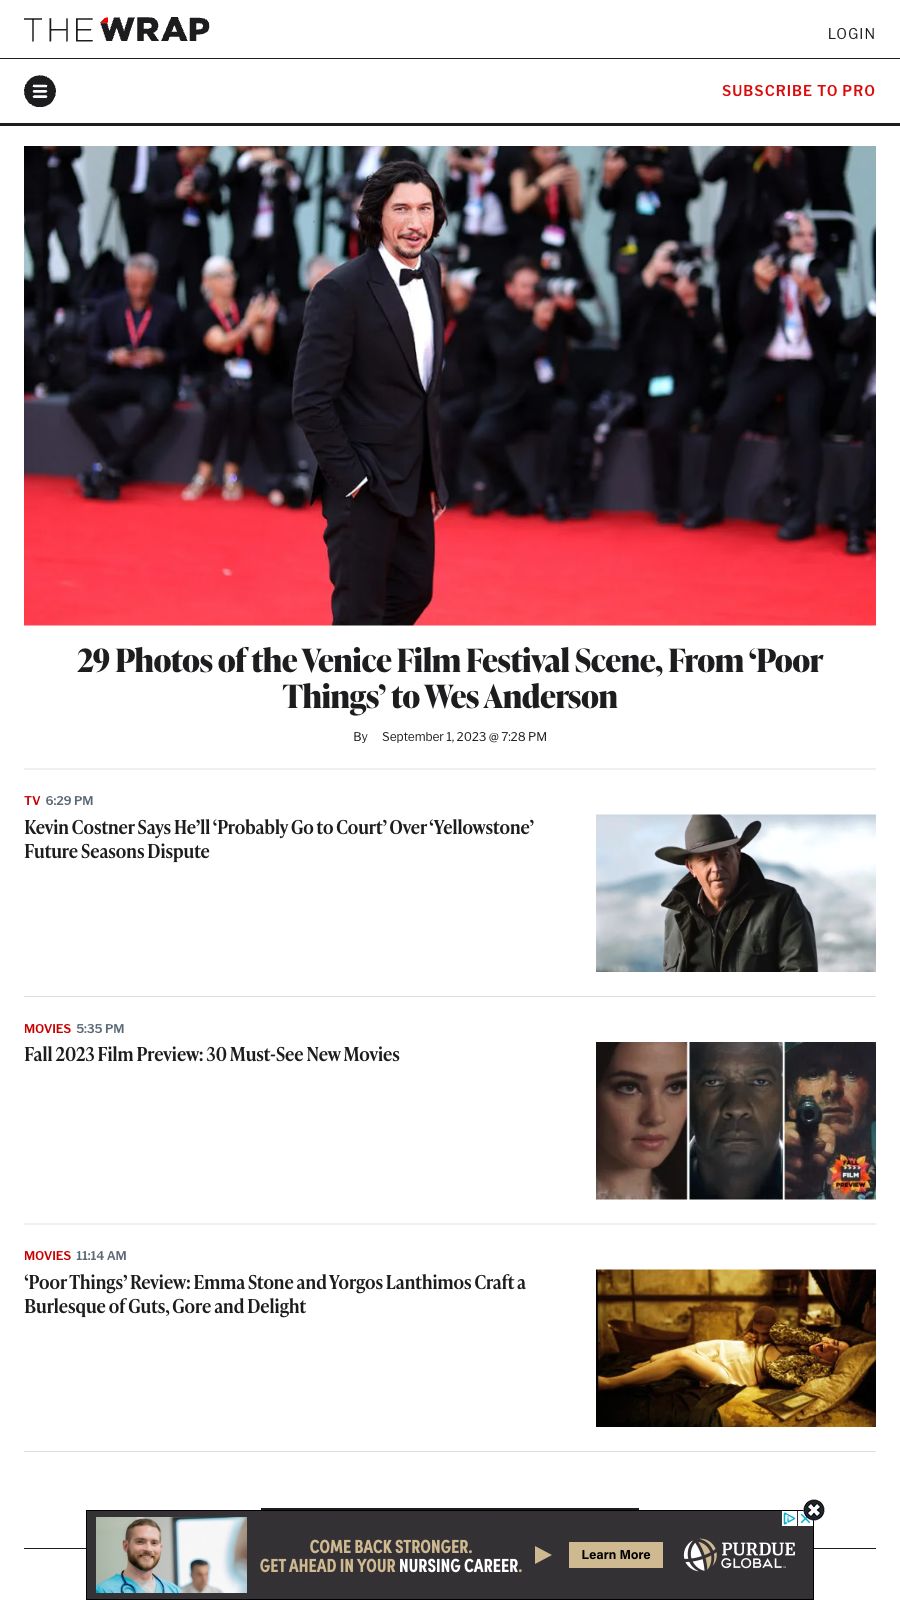 THE WRAP
LOGIN
SUBSCRIBE TO PRO
29 Photos of the Venice Film Festival Scene, From ‘Poor
Things’ to Wes Anderson
By September 1, 2023 @ 7:28 PM
TV 6:29 PM
Kevin Costner Says He’ll ‘Probably Go to Court’ Over ‘Yellowstone’
Future Seasons Dispute
MOVIES 5:35 PM
Fall 2023 Film Preview: 30 Must-See New Movies
FALL
FILM
PREVIEW
MOVIES 11:14 AM
‘Poor Things’ Review: Emma Stone and Yorgos Lanthimos Craft a
Burlesque of Guts, Gore and Delight
COME BACK STRONGER.
GET AHEAD IN YOUR NURSING CAREER.
Learn More
PURDUE
GLOBAL